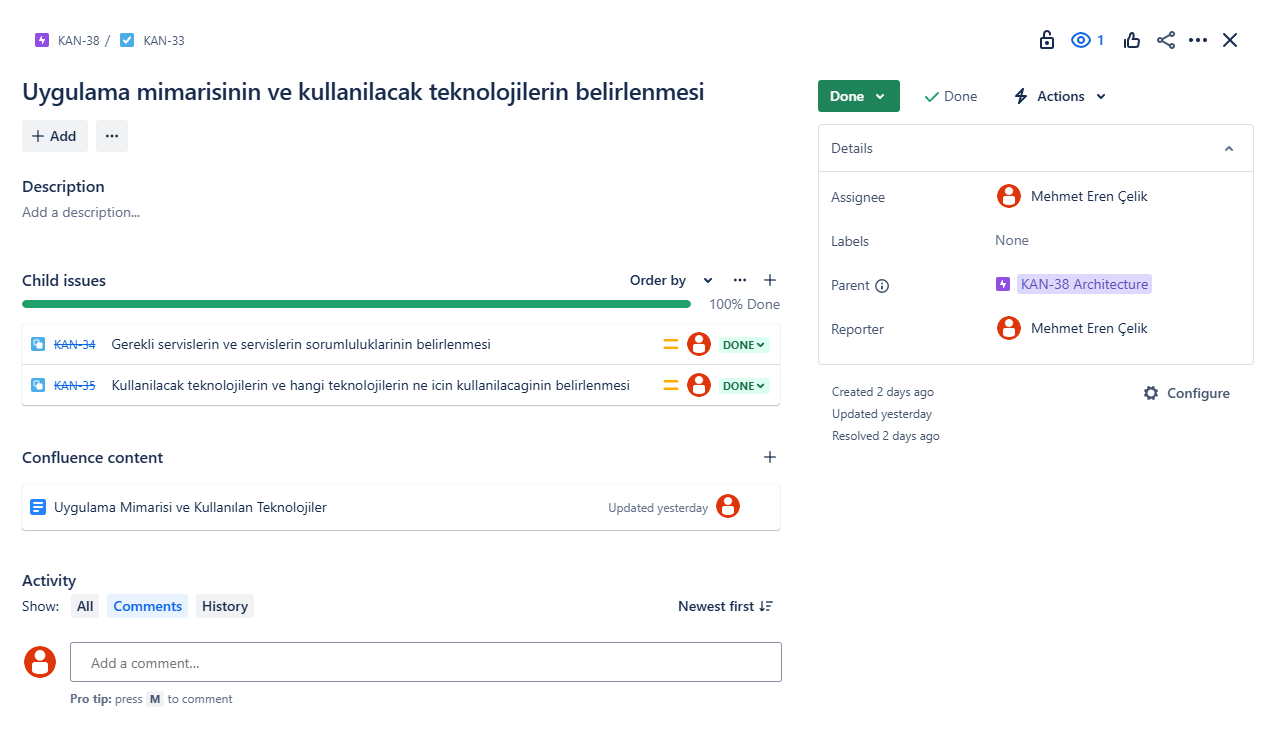 KAN-38 / KAN-33
1
Uygulama mimarisinin ve kullanilacak teknolojilerin belirlenmesi
Add
Description
Add a description...
Child issues
Order by
100% Done
KAN-34 Gerekli servislerin ve servislerin sorumluluklarinin belirlenmesi DONE
KAN-35 Kullanilacak teknolojilerin ve hangi teknolojilerin ne icin kullanilacaginin belirlenmesi DONE
Confluence content
Uygulama Mimarisi ve Kullanılan Teknolojiler Updated yesterday
Activity
Show: All Comments History Newest first
Add a comment...
Pro tip: press M to comment
Done Done Actions
Details
Assignee Mehmet Eren Çelik
Labels None
Parent KAN-38 Architecture
Reporter Mehmet Eren Çelik
Created 2 days ago
Configure
Updated yesterday
Resolved 2 days ago